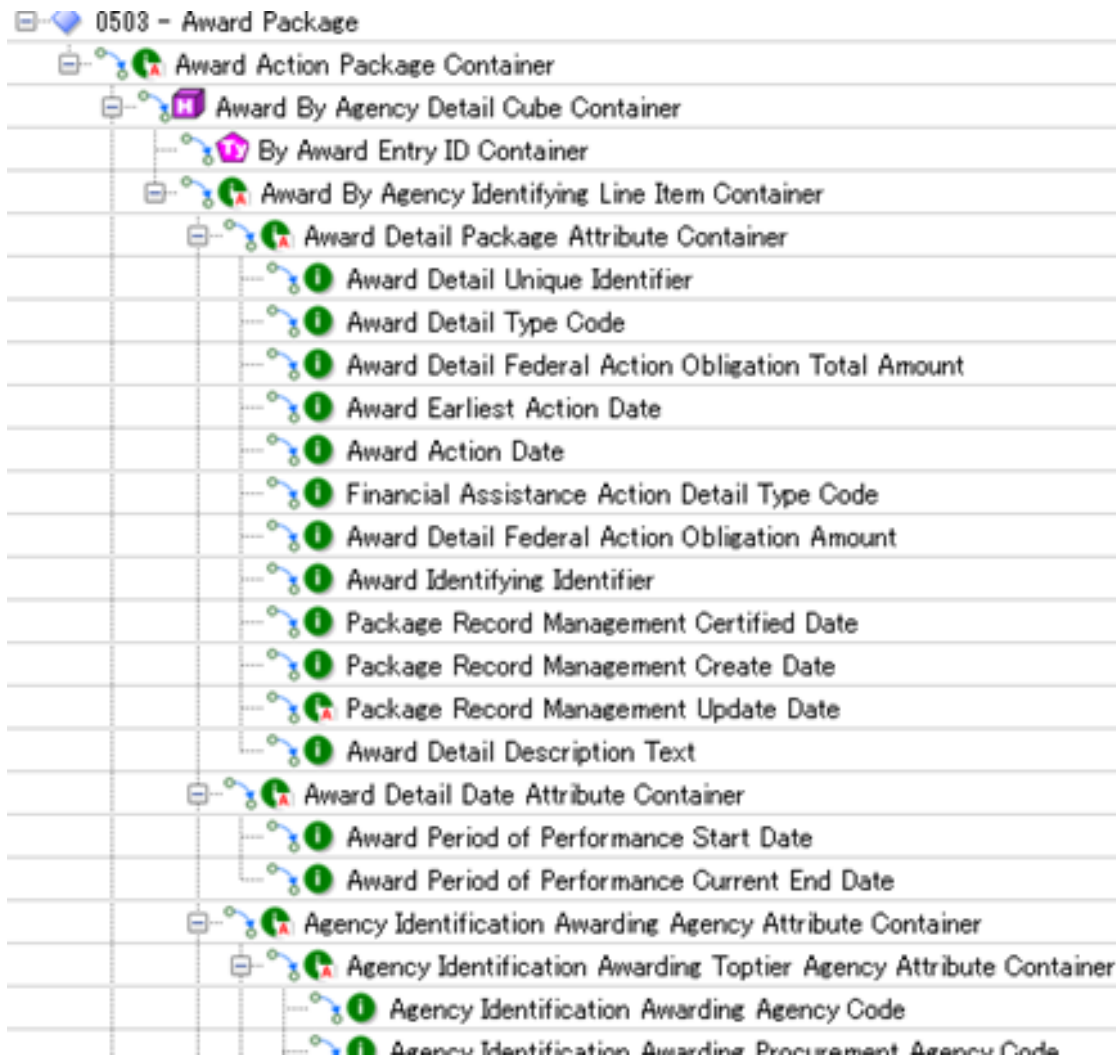 0503 - Award Package
Award Action Package Container
Award By Agency Detail Cube Container
By Award Entry ID Container
Award By Agency Identifying Line Item Container
Award Detail Package Attribute Container
Award Detail Unique Identifier
Award Detail Type Code
Award Detail Federal Action Obligation Total Amount
Award Earliest Action Date
Award Action Date
Financial Assistance Action Detail Type Code
Award Detail Federal Action Obligation Amount
Award Identifying Identifier
Package Record Management Certified Date
Package Record Management Create Date
Package Record Management Update Date
Award Detail Description Text
Award Detail Date Attribute Container
Award Period of Performance Start Date
Award Period of Performance Current End Date
Agency Identification Awarding Agency Attribute Container
Agency Identification Awarding Toptier Agency Attribute Container
Agency Identification Awarding Agency Code
Agency Identification Awarding Procurement Agency Code